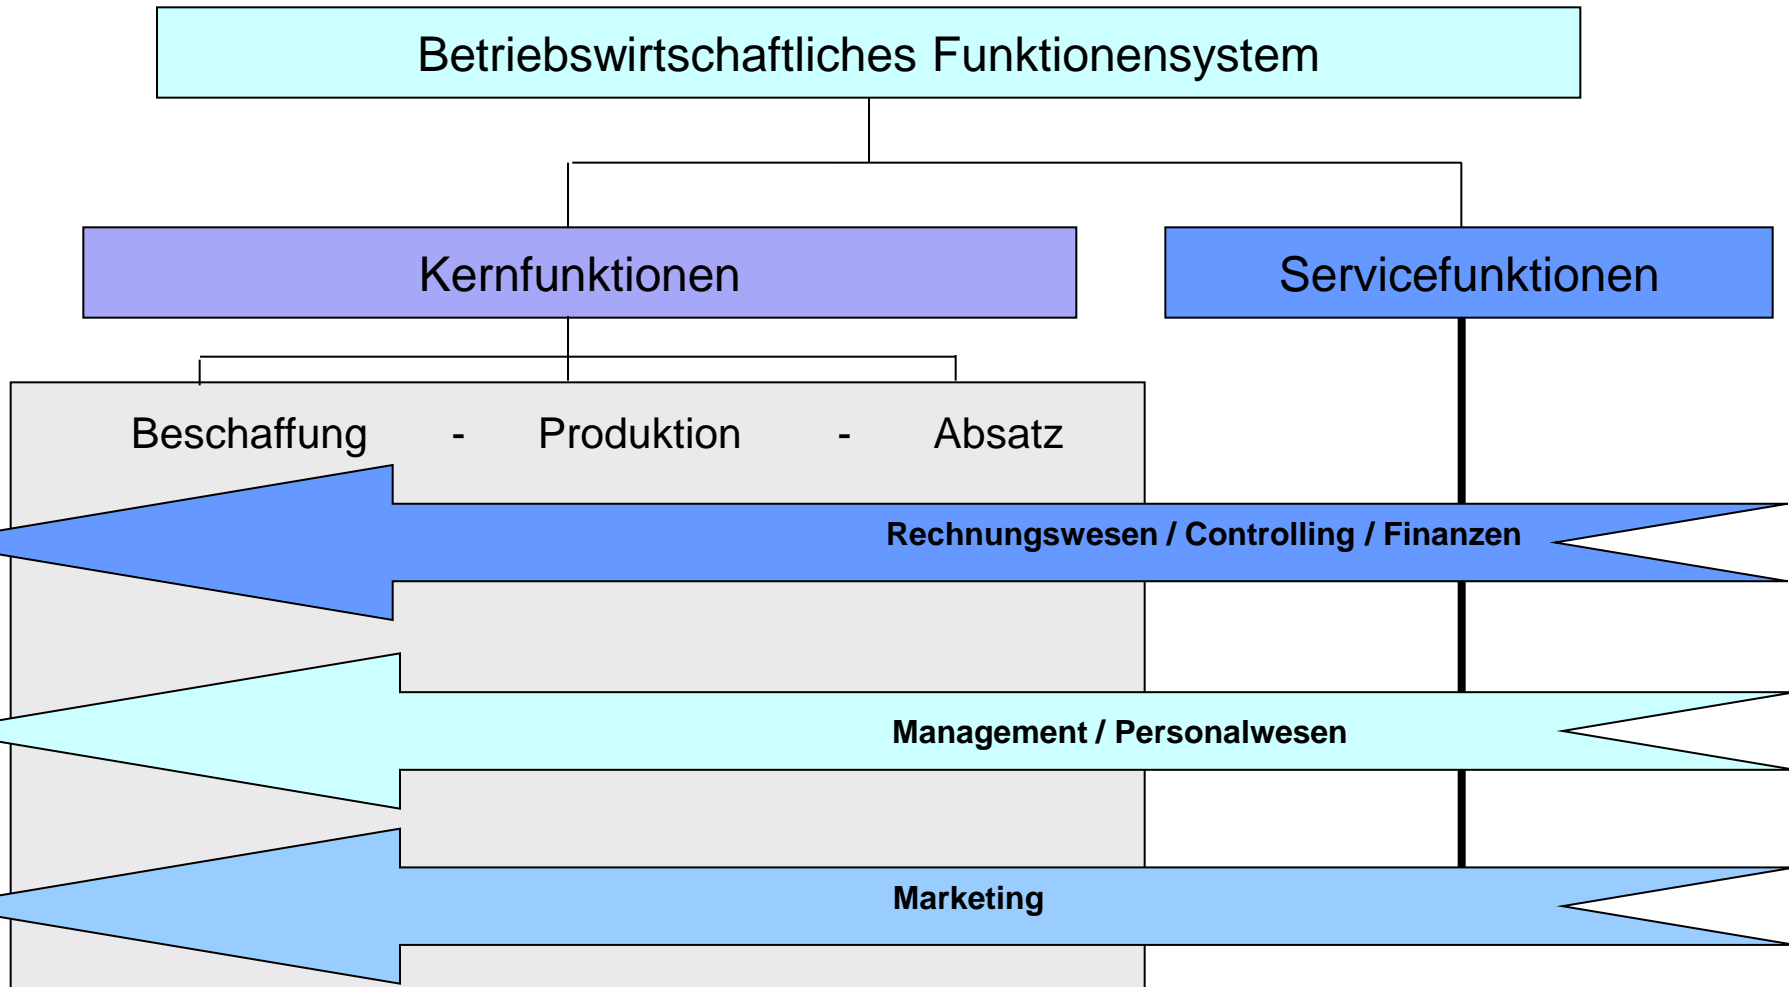 Betriebswirtschaftliches Funktionensystem
Kernfunktionen
Servicefunktionen
Beschaffung - Produktion - Absatz
Rechnungswesen / Controlling / Finanzen
Management / Personalwesen
Marketing